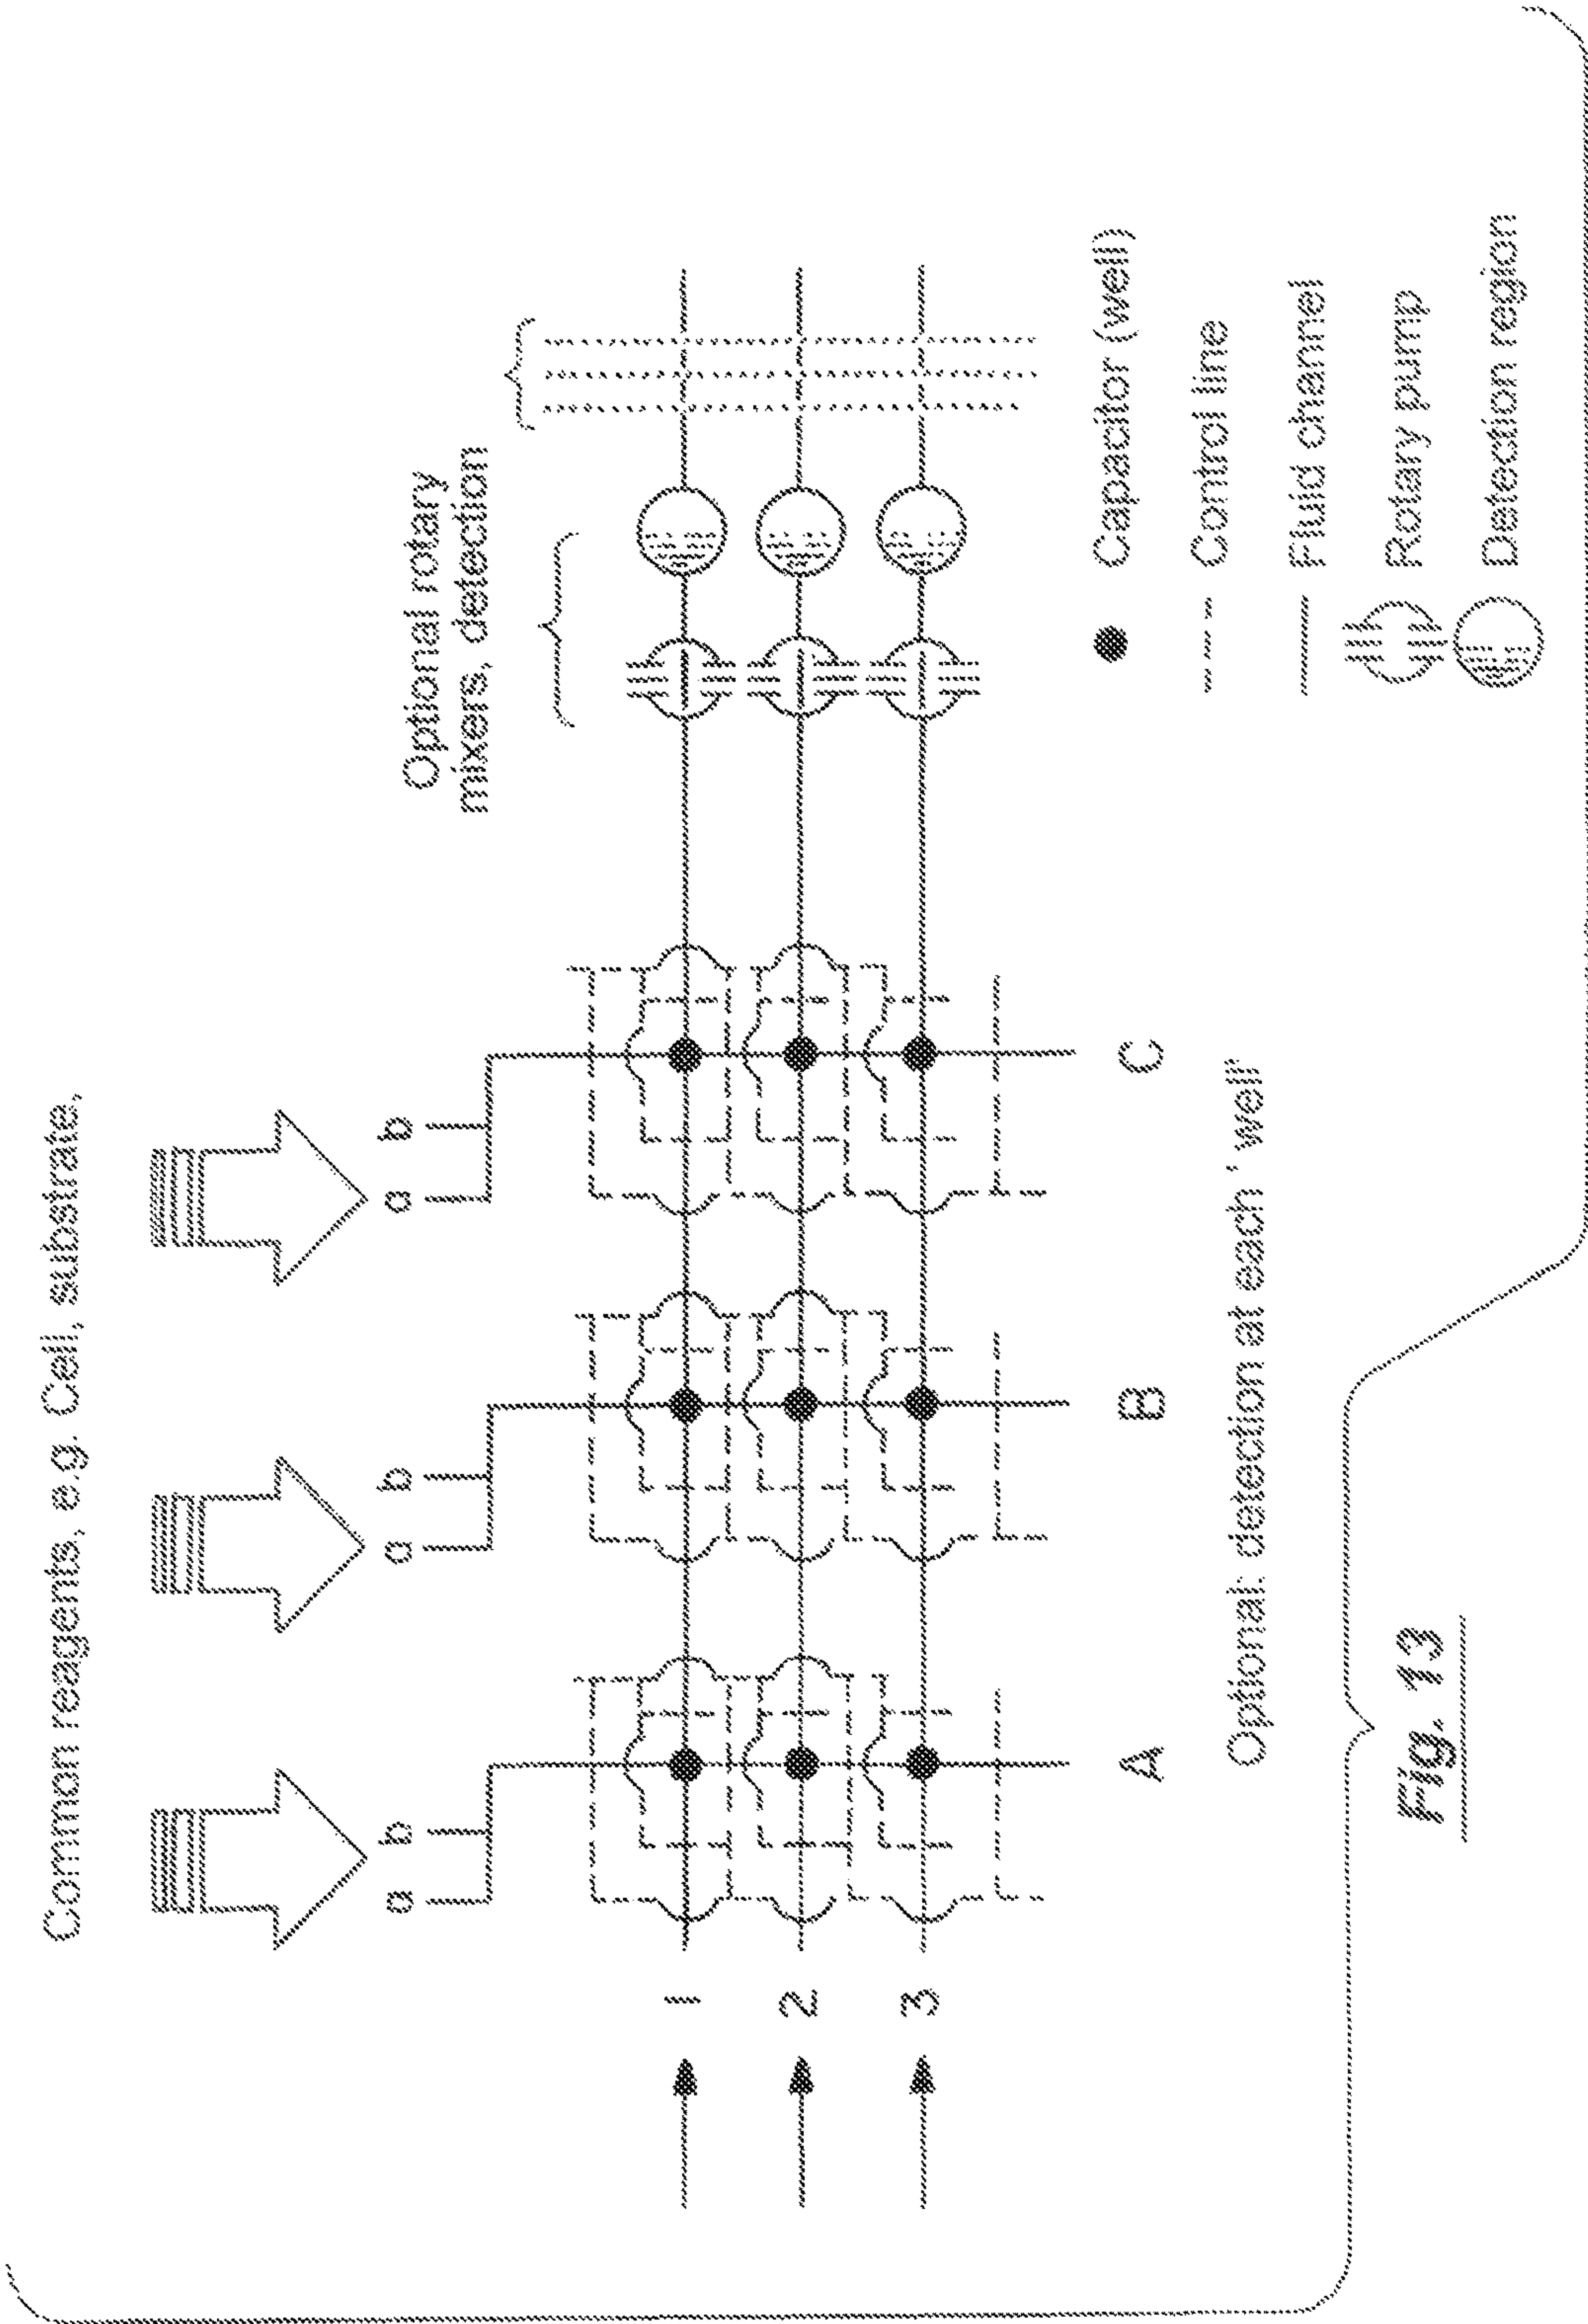 Common reagents, e.g. Cell, substrate,
a b
a b
a b
Optional rotary
mixers, detection
1
2
3
A
B
C
Optional: detection at each 'well'
Capacitor (well)
Control line
Fluid channel
Rotary pump
Detection region
Fig. 13